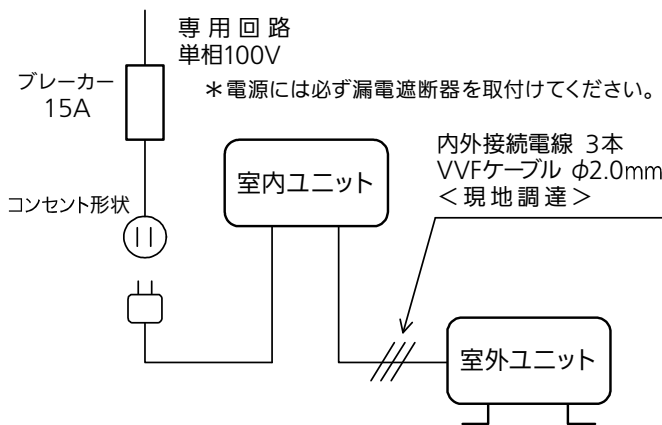 専用回路
単相100V
ブレーカー
15A
＊電源には必ず漏電遮断器を取付けてください。
内外接続電線 3本
VVFケーブル φ2.0mm
＜現地調達＞
室内ユニット
コンセント形状
室外ユニット